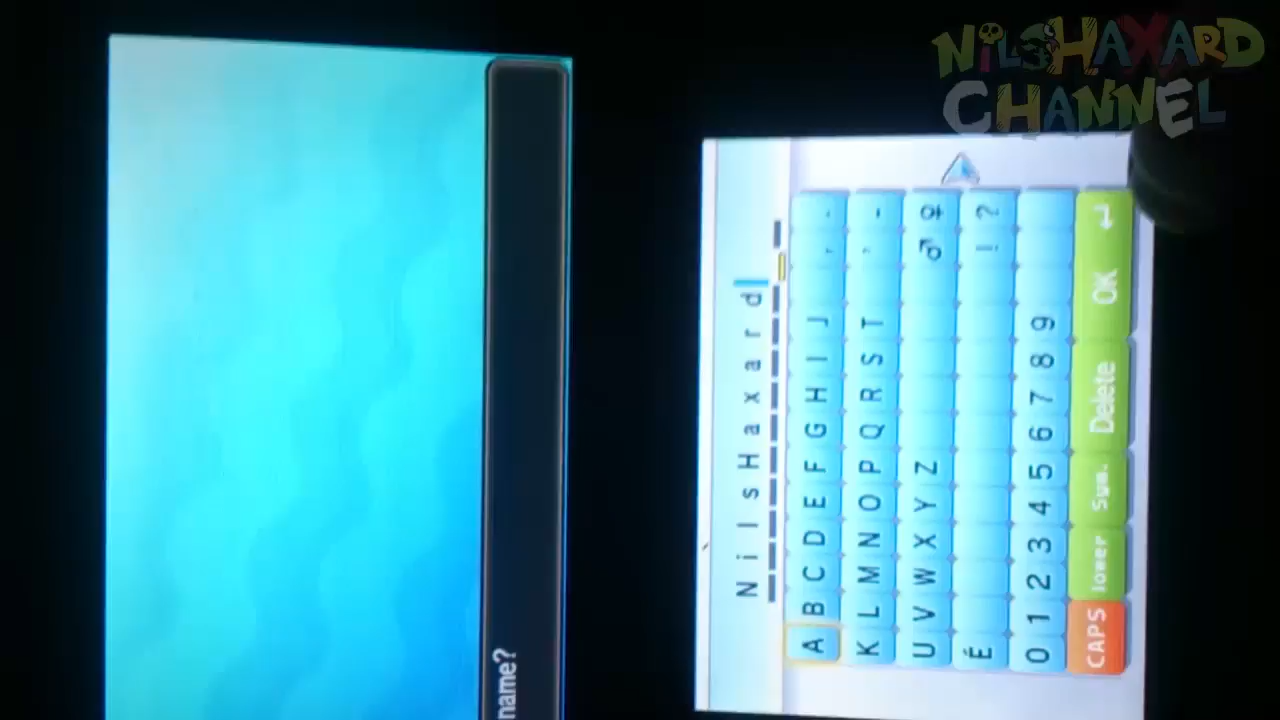 NILSHAXARD
CHANNEL
name?
NilsHaxard
A B C D E F G H I J , .
K L M N O P Q R S T ' -
U V W X Y Z ♂ ♀
É ! ?
0 1 2 3 4 5 6 7 8 9
CAPS lower Sym. Delete OK ↵